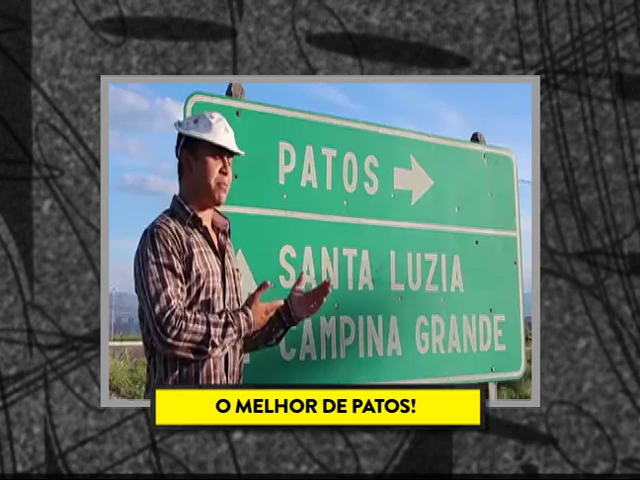 PATOS
SANTA LUZIA
CAMPINA GRANDE
O MELHOR DE PATOS!